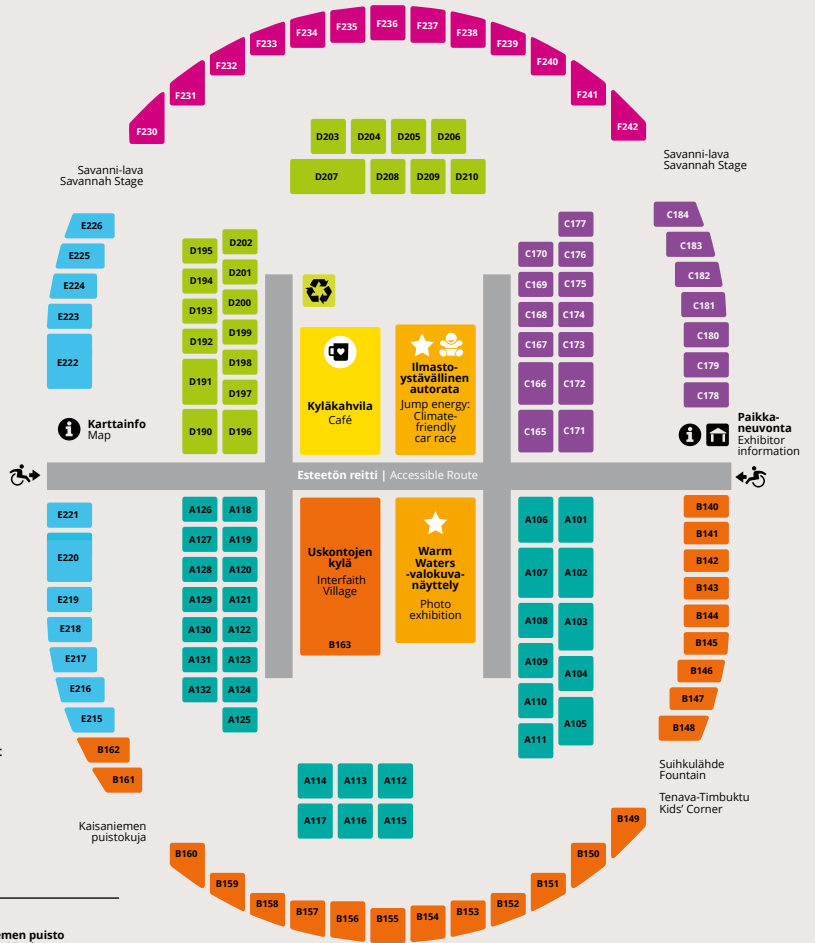 F230
F231
F232
F233
F234
F235
F236
F237
F238
F239
F240
F241
F242
Savanni-lava
Savannah Stage
Savanni-lava
Savannah Stage
D203
D204
D205
D206
D207
D208
D209
D210
E226
E225
E224
E223
E222
D195
D194
D193
D192
D191
D190
D202
D201
D200
D199
D198
D197
D196
Kyläkahvila
Café
Ilmasto-
ystävällinen
autorata
Jump energy:
Climate-
friendly
car race
C177
C170
C176
C169
C175
C168
C174
C167
C173
C166
C172
C165
C171
C184
C183
C182
C181
C180
C179
C178
Karttainfo
Map
Paikka-
neuvonta
Exhibitor
information
Esteetön reitti | Accessible Route
E221
E220
E219
E218
E217
E216
E215
B162
B161
A126
A118
A127
A119
A128
A120
A129
A121
A130
A122
A131
A123
A132
A124
A125
Uskontojen
kylä
Interfaith
Village
B163
Warm
Waters
-valokuva-
näyttely
Photo
exhibition
A106
A101
A107
A102
A108
A103
A109
A104
A110
A105
A111
B140
B141
B142
B143
B144
B145
B146
B147
B148
A114
A113
A112
A117
A116
A115
Suihkulähde
Fountain
Tenava-Timbuktu
Kids' Corner
Kaisaniemen
puistokuja
B149
B150
B151
B152
B153
B154
B155
B156
B157
B158
B159
B160
emen puisto